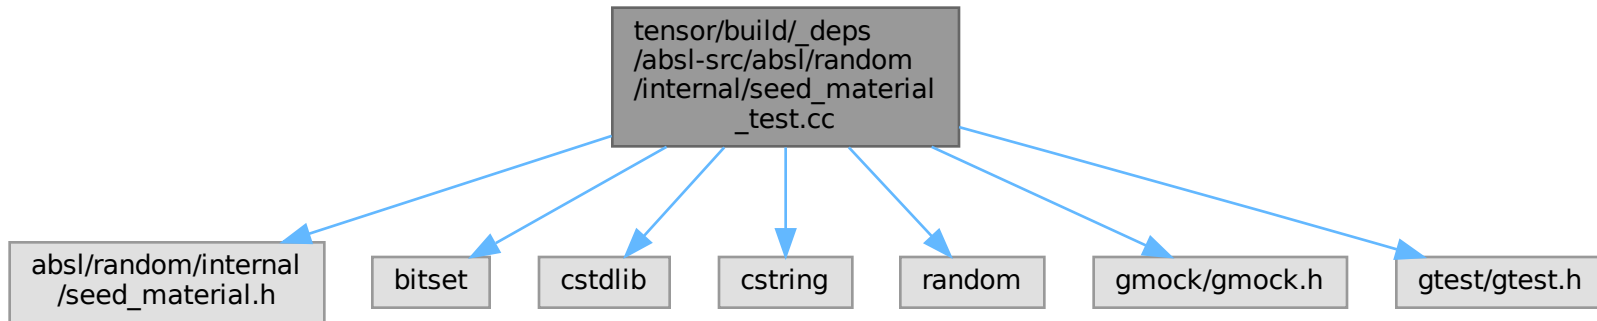 tensor/build/_deps
/absl-src/absl/random
/internal/seed_material
_test.cc
absl/random/internal
/seed_material.h
bitset
cstdlib
cstring
random
gmock/gmock.h
gtest/gtest.h